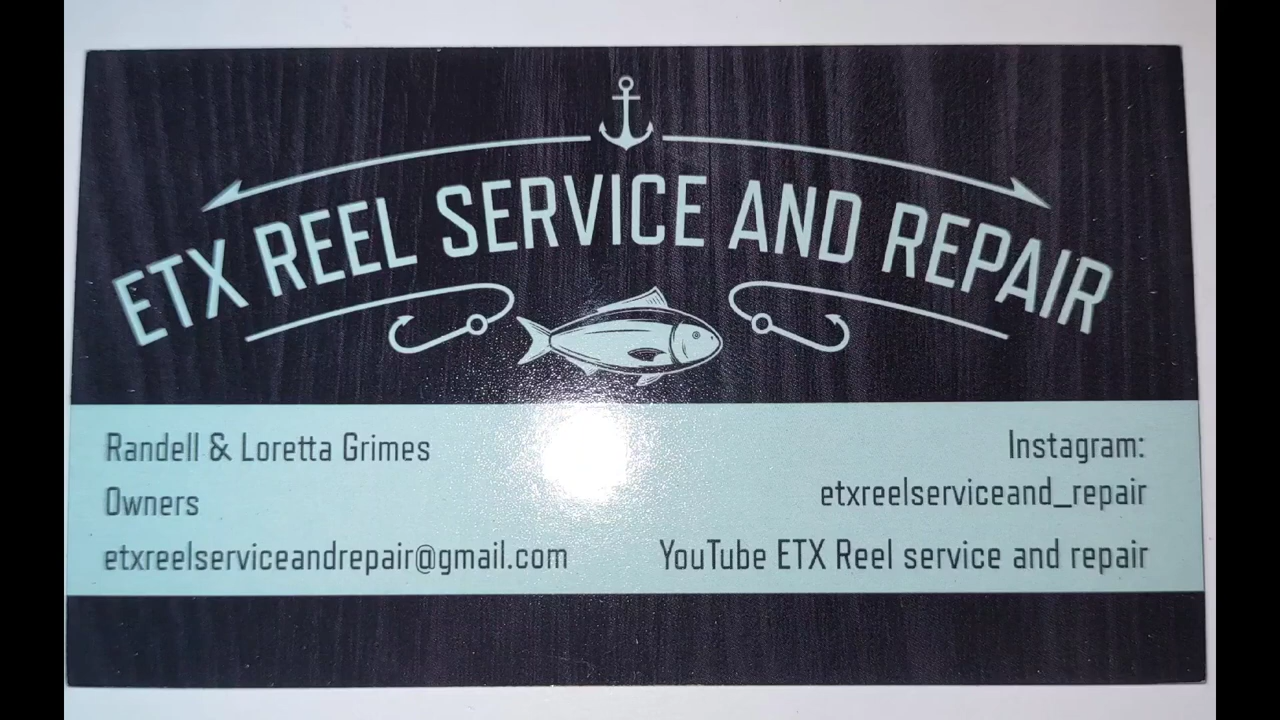 ETX REEL SERVICE AND REPAIR
Randell & Loretta Grimes
Owners
etxreelserviceandrepair@gmail.com
Instagram:
etxreelserviceand_repair
YouTube ETX Reel service and repair